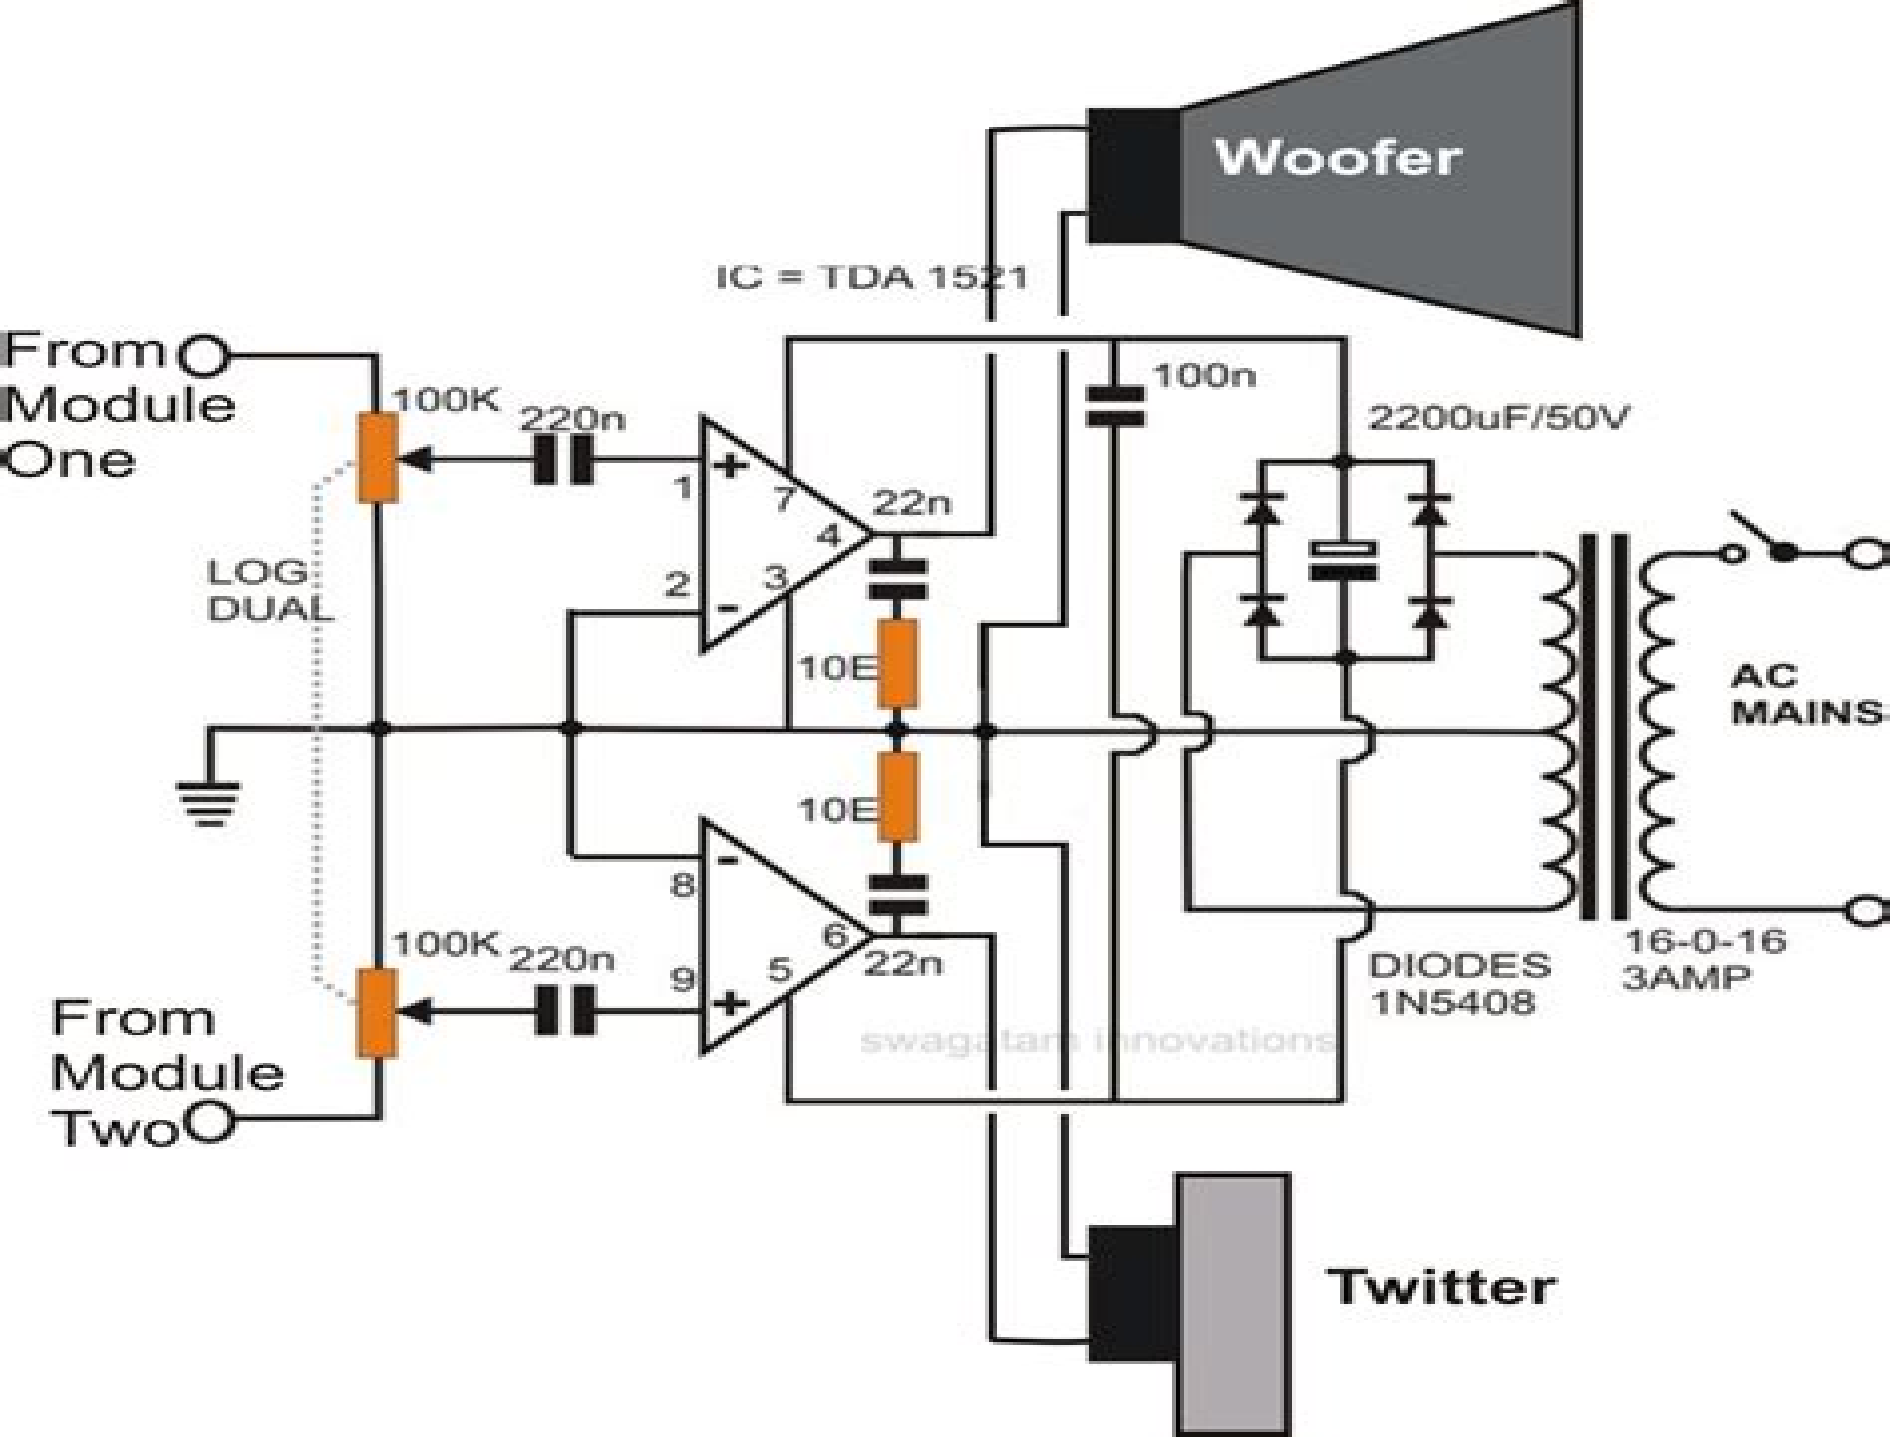 Woofer
IC = TDA 1521
From
Module
One
100K
220n
100n
2200uF/50V
+
1
7
22n
4
2
3
-
LOG
DUAL
10E
AC
MAINS
10E
-
8
100K
220n
6
22n
9
5
+
DIODES
1N5408
16-0-16
3AMP
From
Module
Two
swagatam innovations
Twitter